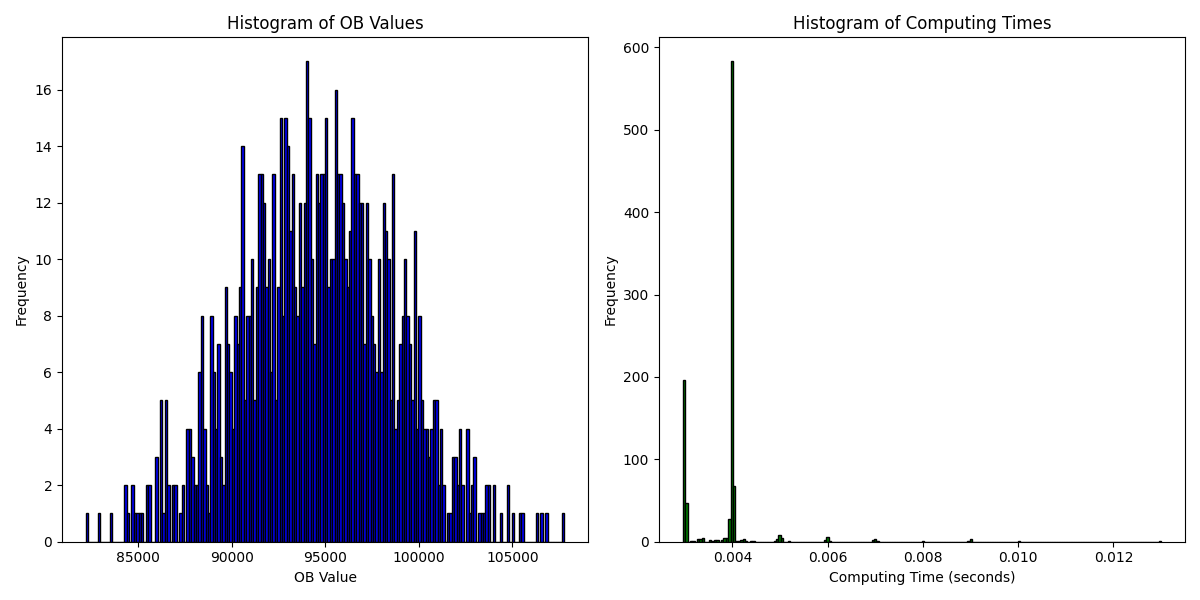 Histogram of OB Values
Frequency
16
14
12
10
8
6
4
2
0
85000 90000 95000 100000 105000
OB Value
Histogram of Computing Times
Frequency
600
500
400
300
200
100
0
0.004 0.006 0.008 0.010 0.012
Computing Time (seconds)